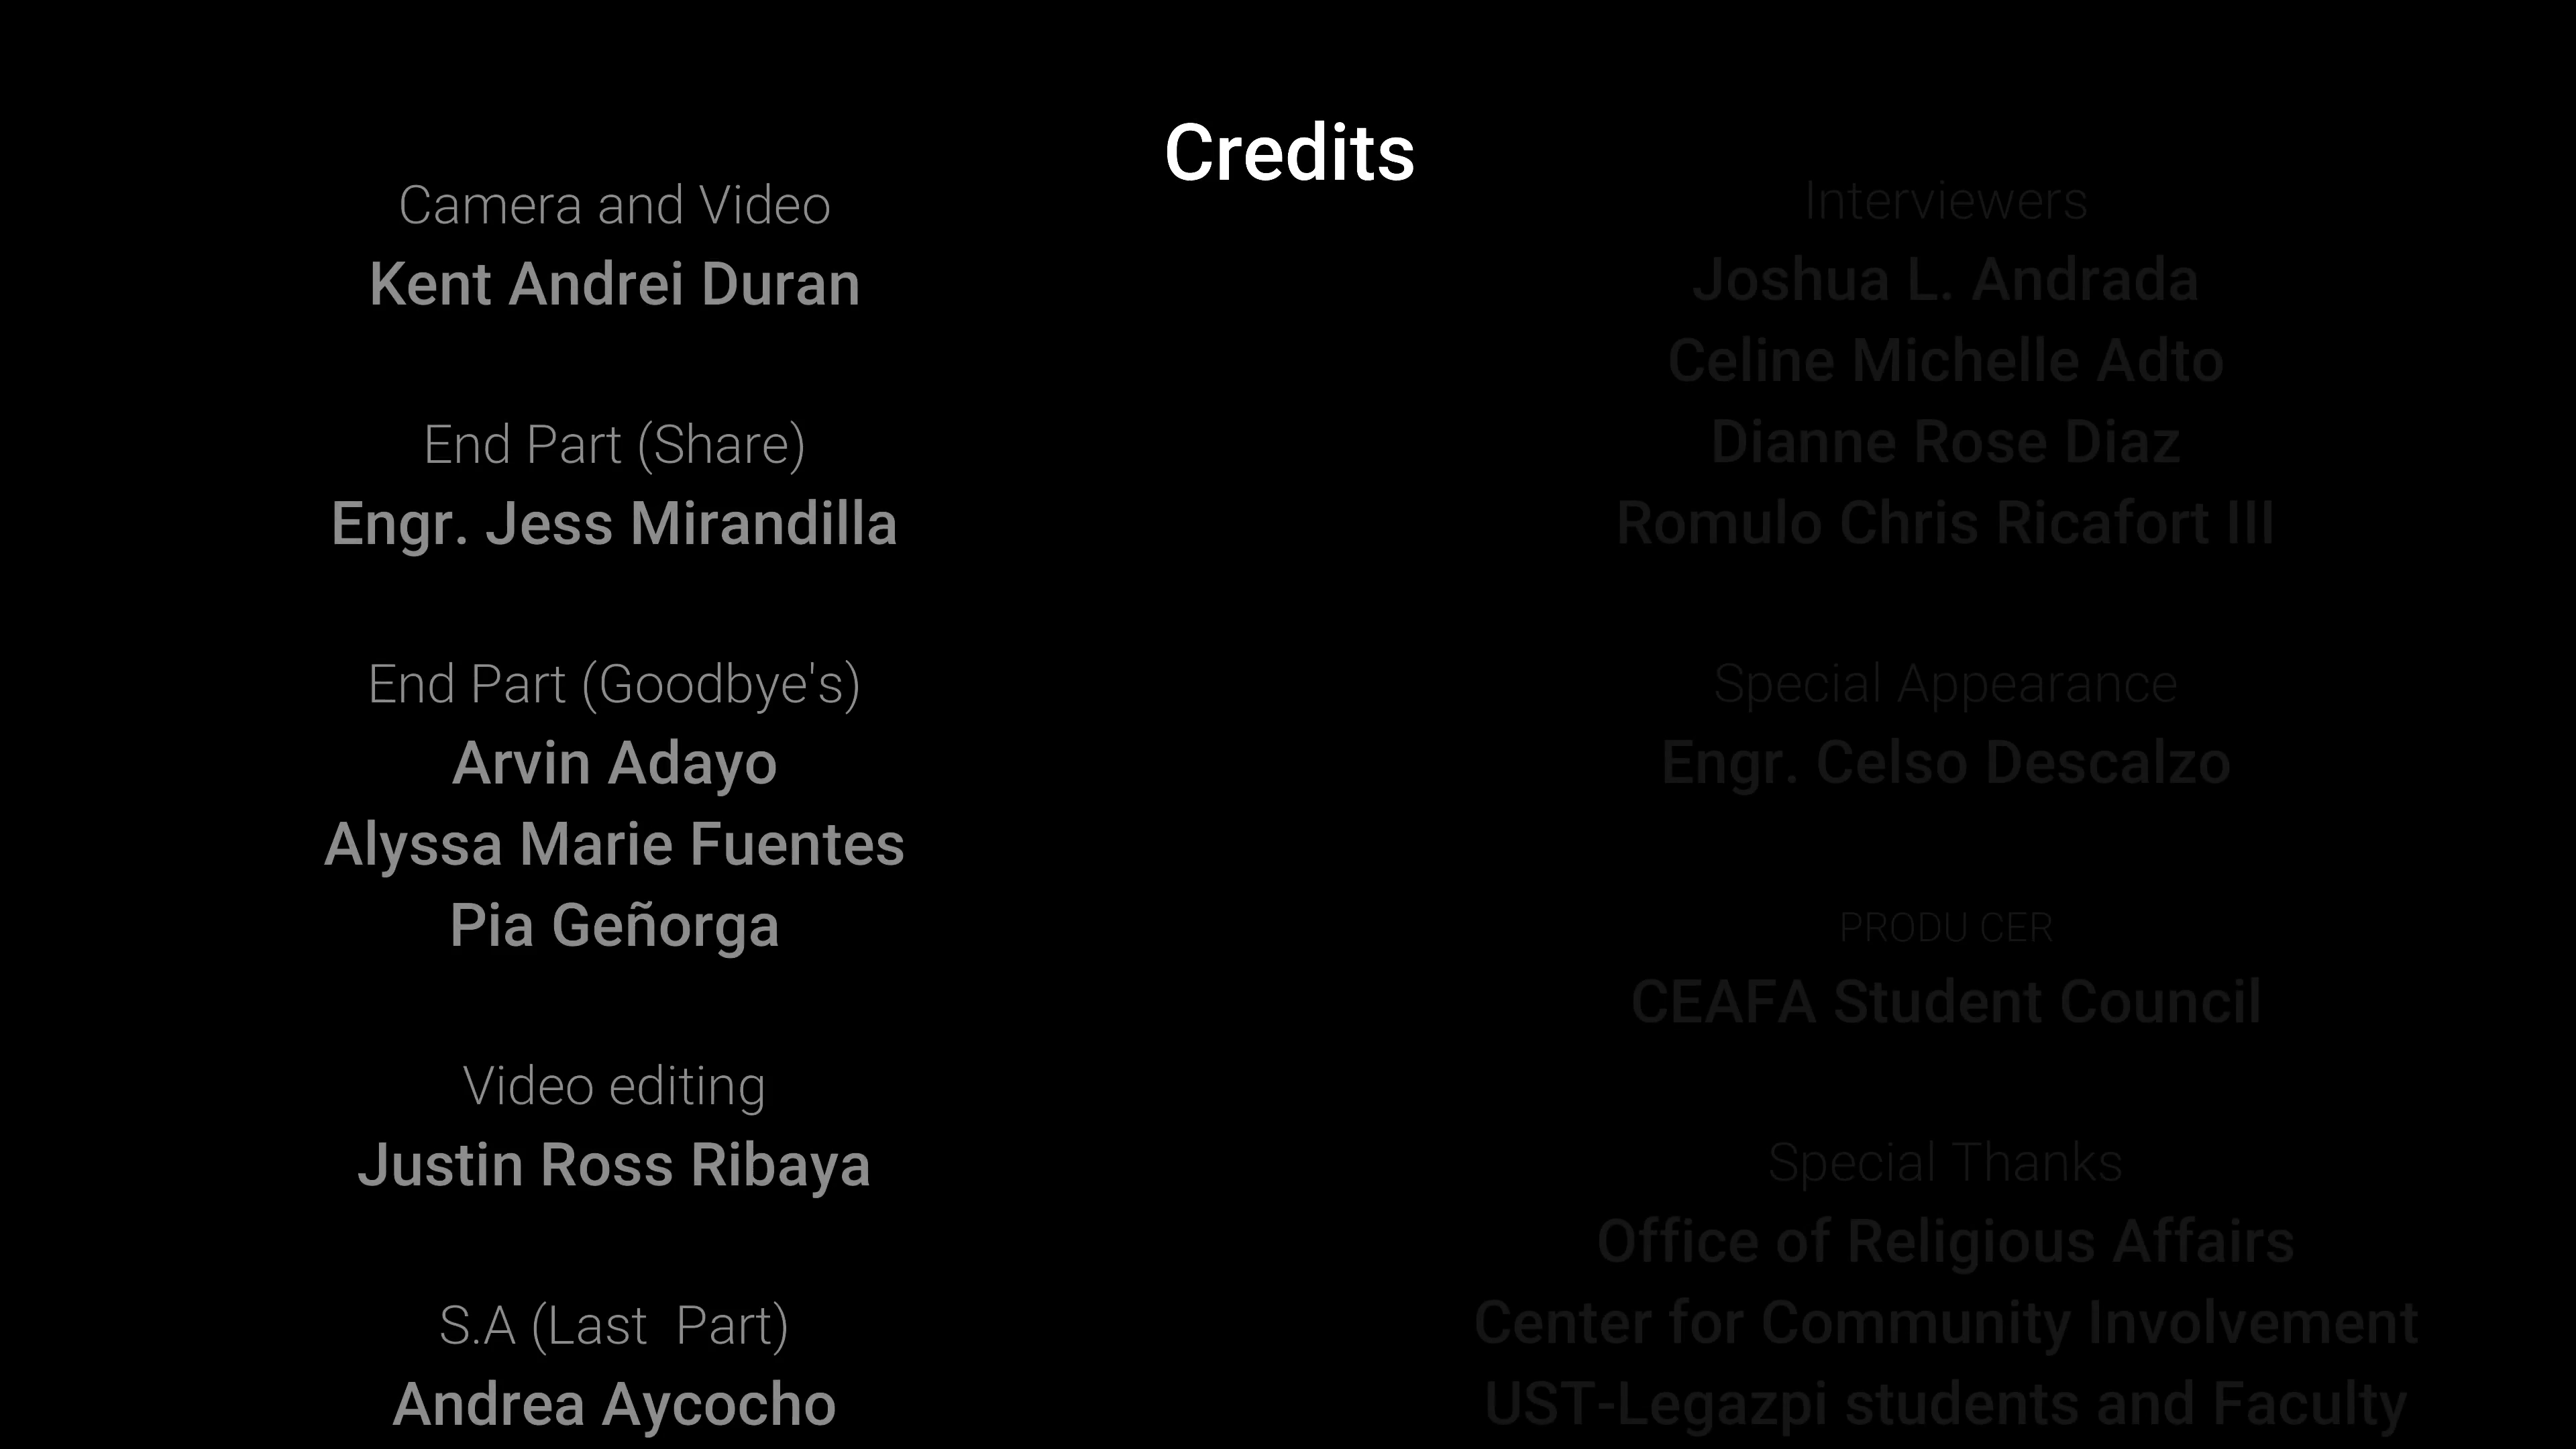 Credits
Camera and Video
Kent Andrei Duran
End Part (Share)
Engr. Jess Mirandilla
End Part (Goodbye's)
Arvin Adayo
Alyssa Marie Fuentes
Pia Geñorga
Video editing
Justin Ross Ribaya
S.A (Last  Part)
Andrea Aycocho
Interviewers
Joshua L. Andrada
Celine Michelle Adto
Dianne Rose Diaz
Romulo Chris Ricafort III
Special Appearance
Engr. Celso Descalzo
PRODU CER
CEAFA Student Council
Special Thanks
Office of Religious Affairs
Center for Community Involvement
UST-Legazpi students and Faculty